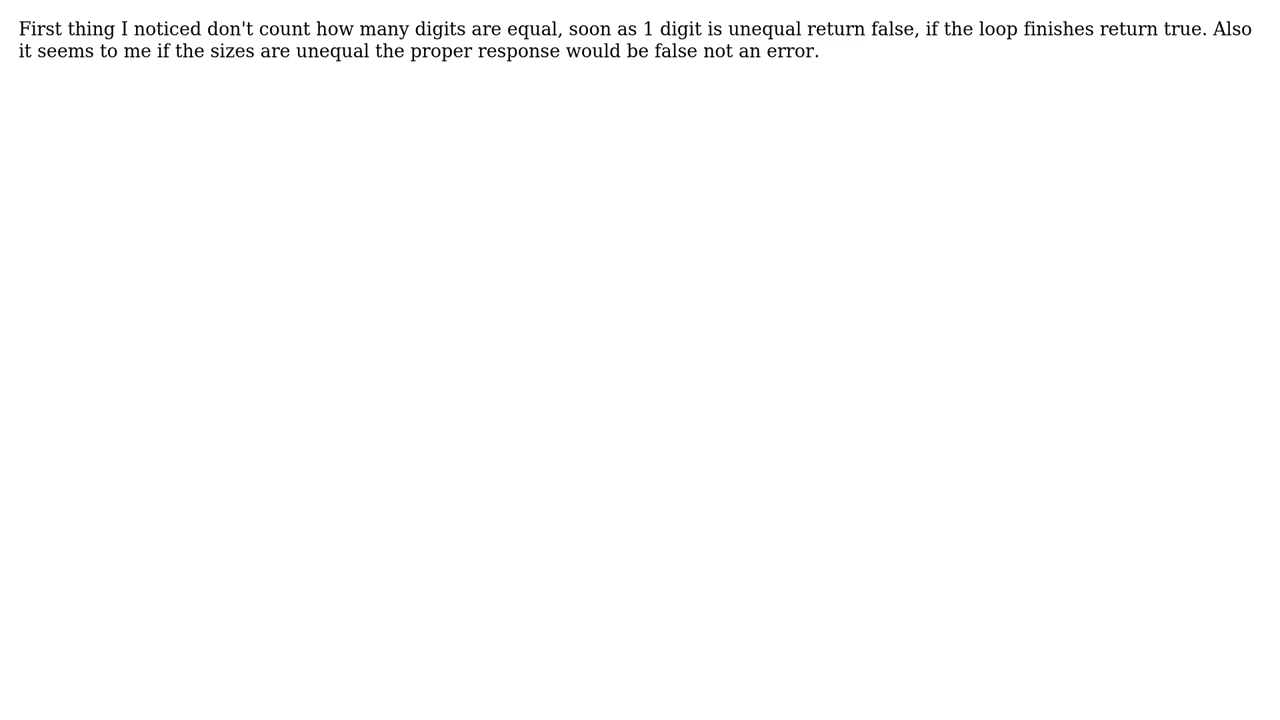 First thing I noticed don't count how many digits are equal, soon as 1 digit is unequal return false, if the loop finishes return true. Also
it seems to me if the sizes are unequal the proper response would be false not an error.